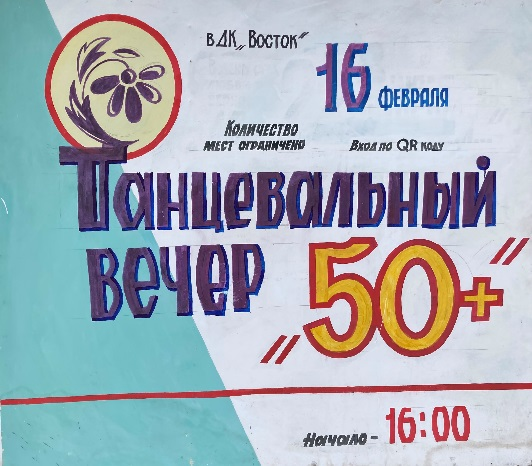 в ДК „Восток"
16 ФЕВРАЛЯ
Количество
мест ограничено
Вход по QR коду
Танцевальный
вечер „50+"
Начало - 16:00